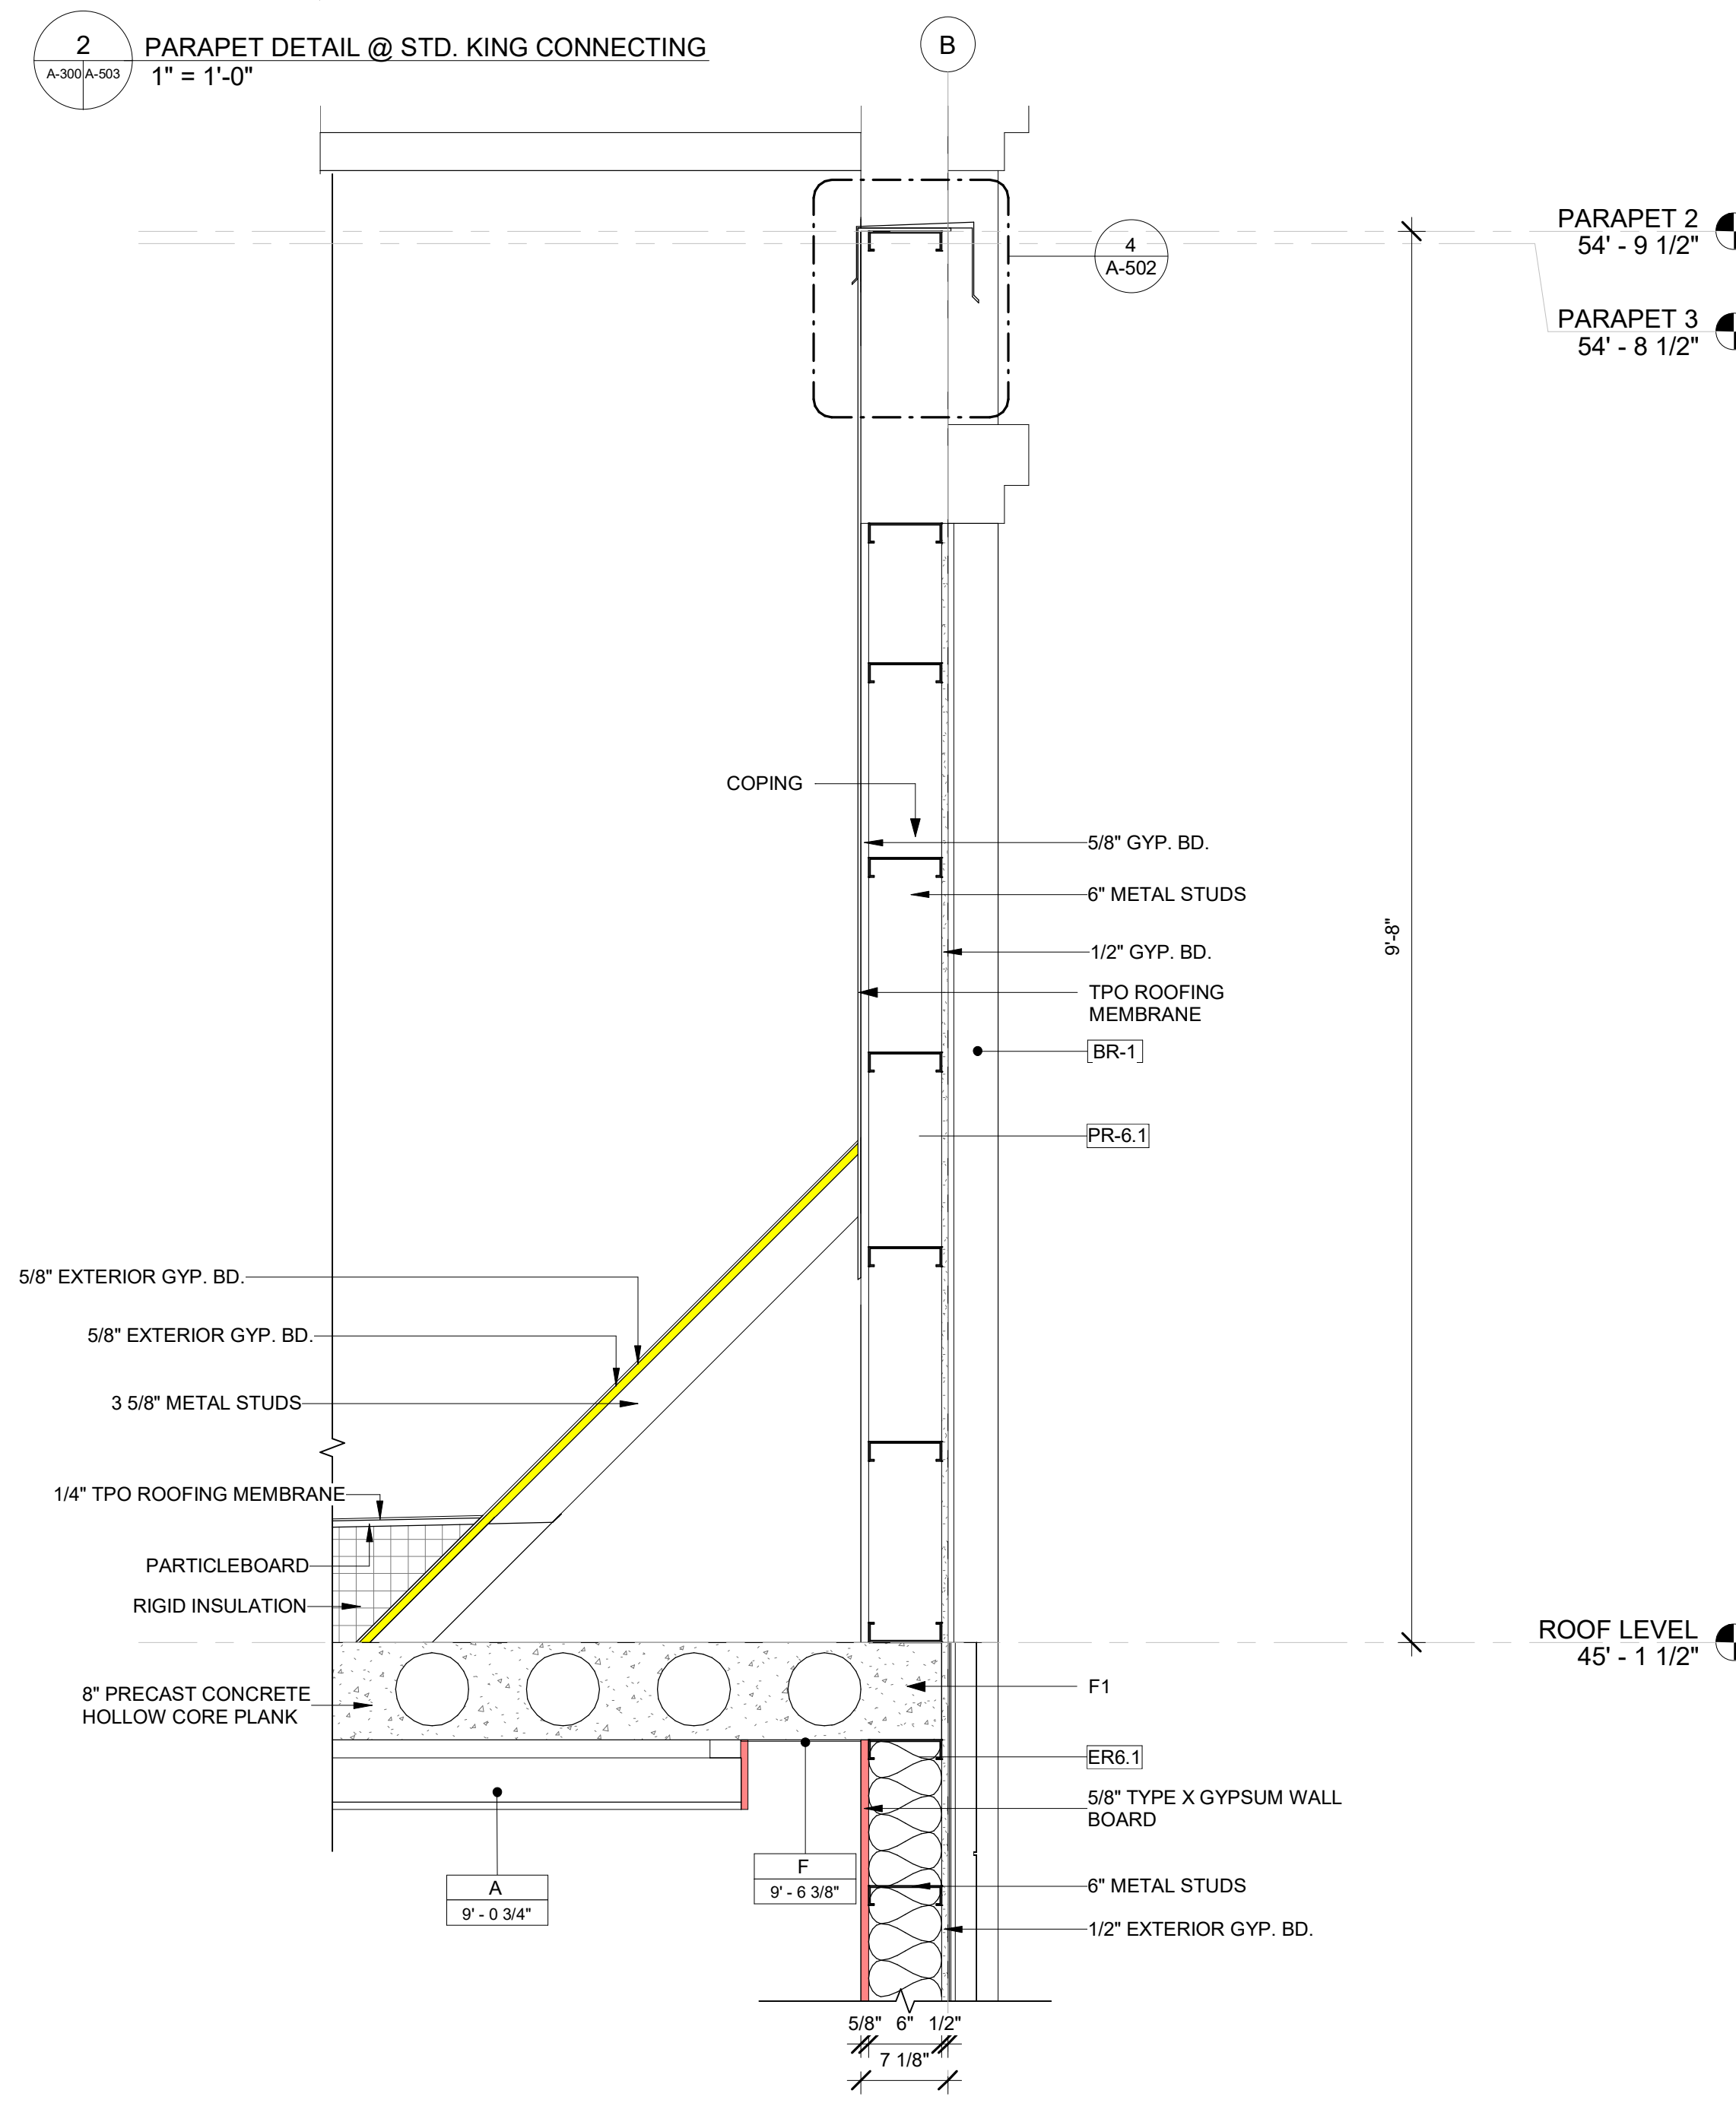 2
A-300 A-503
PARAPET DETAIL @ STD. KING CONNECTING
1" = 1'-0"
B
PARAPET 2
54' - 9 1/2"
4
A-502
PARAPET 3
54' - 8 1/2"
COPING
5/8" GYP. BD.
6" METAL STUDS
1/2" GYP. BD.
TPO ROOFING
MEMBRANE
BR-1
PR-6.1
9'-8"
5/8" EXTERIOR GYP. BD.
5/8" EXTERIOR GYP. BD.
3 5/8" METAL STUDS
1/4" TPO ROOFING MEMBRANE
PARTICLEBOARD
RIGID INSULATION
ROOF LEVEL
45' - 1 1/2"
8" PRECAST CONCRETE
HOLLOW CORE PLANK
F1
ER6.1
5/8" TYPE X GYPSUM WALL
BOARD
A
9' - 0 3/4"
F
9' - 6 3/8"
6" METAL STUDS
1/2" EXTERIOR GYP. BD.
5/8" 6" 1/2"
7 1/8"